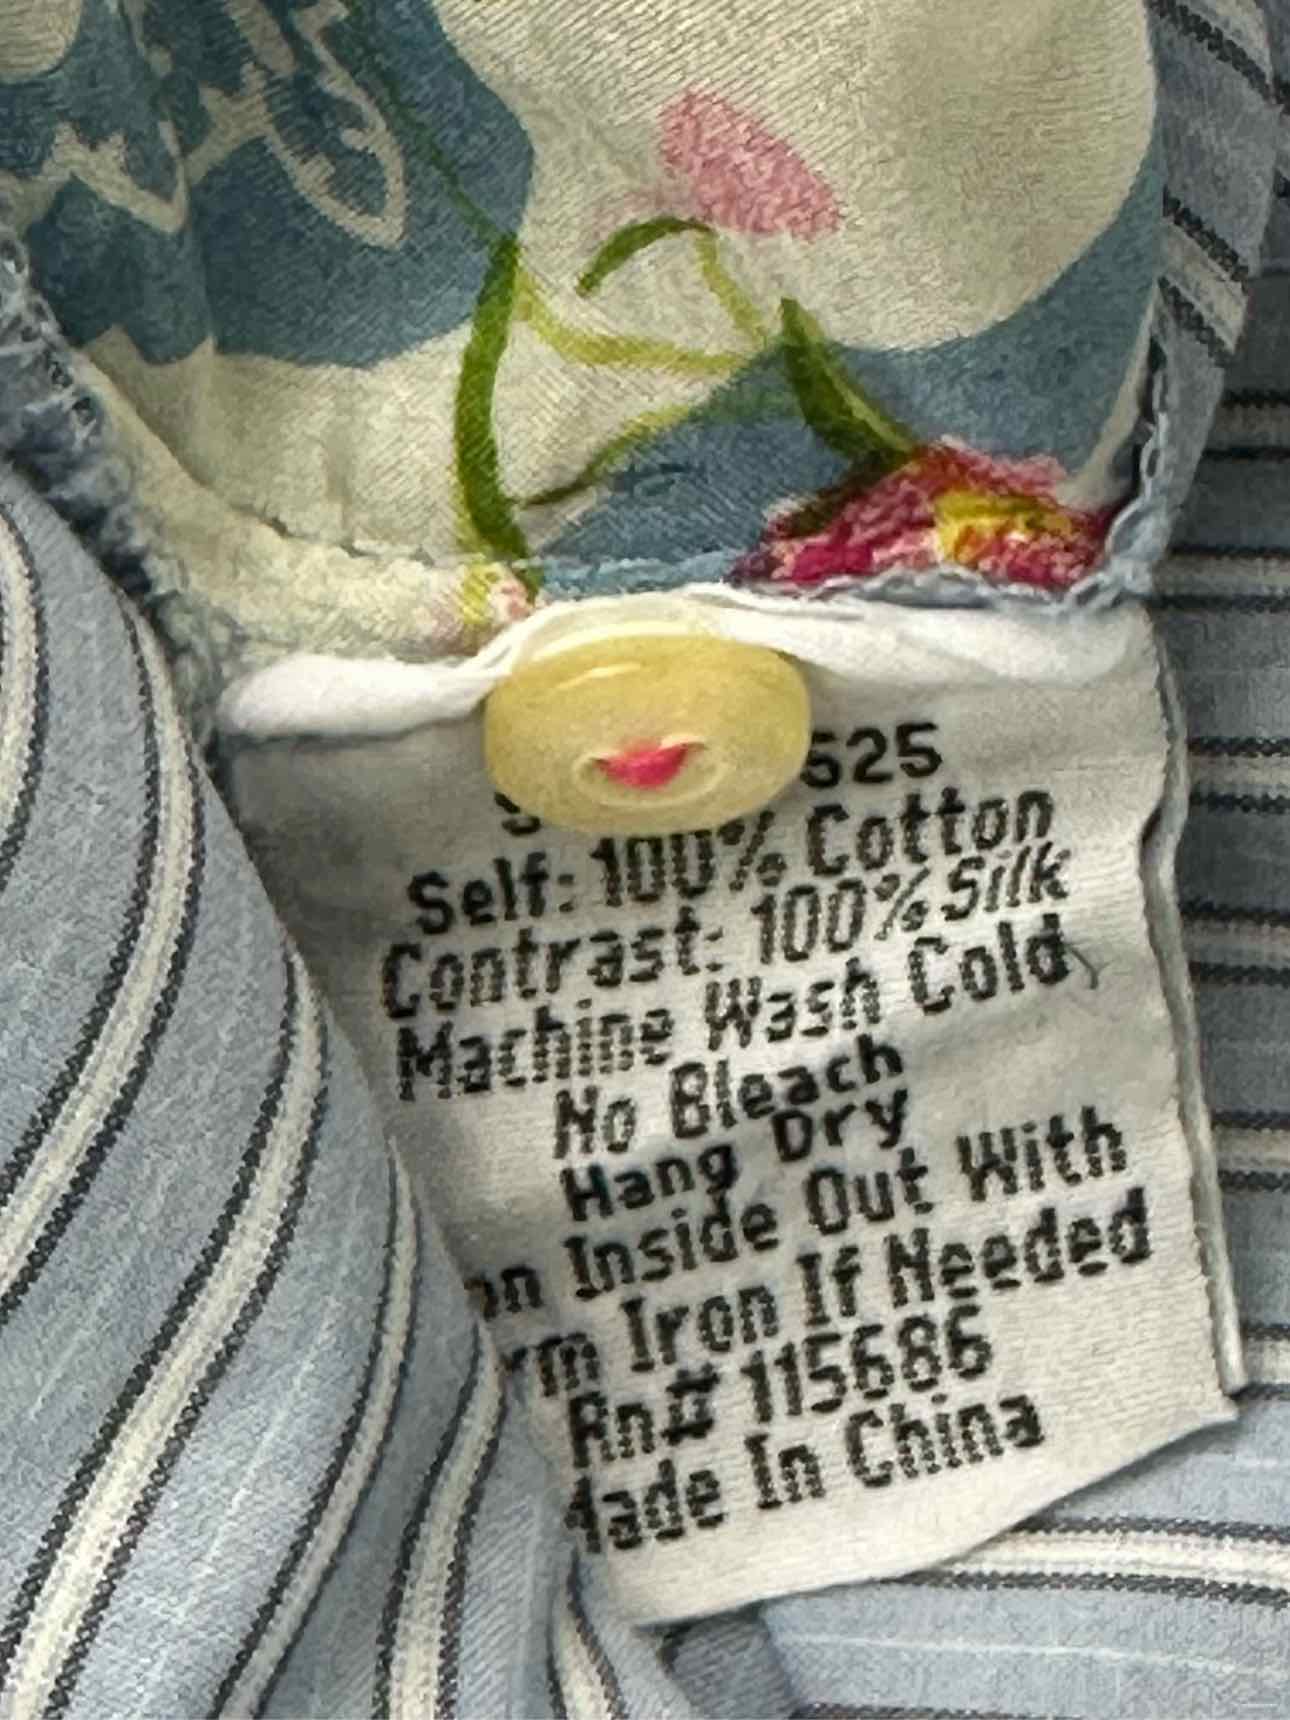 525
Self: 100% Cotton
Contrast: 100% Silk
Machine Wash Cold
No Bleach
Hang Dry
Inside Out With
Iron If Needed
Rn# 115686
In China